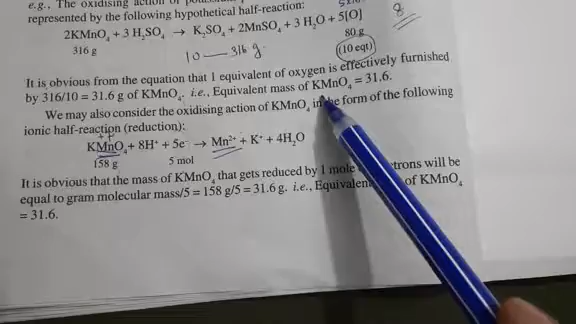 e.g., The oxidising action of
represented by the following hypothetical half-reaction:
2KMnO₄ + 3 H₂SO₄ → K₂SO₄ + 2MnSO₄ + 3 H₂O + 5[O]
316 g 80 g
10 — 316 g. (10 eqt)
8
It is obvious from the equation that 1 equivalent of oxygen is effectively furnished
by 316/10 = 31.6 g of KMnO₄. i.e., Equivalent mass of KMnO₄ = 31.6.
We may also consider the oxidising action of KMnO₄ in the form of the following
ionic half-reaction (reduction):
KMnO₄ + 8H⁺ + 5e⁻ → Mn²⁺ + K⁺ + 4H₂O
158 g 5 mol
It is obvious that the mass of KMnO₄ that gets reduced by 1 mole will be
equal to gram molecular mass/5 = 158 g/5 = 31.6 g. i.e., of KMnO₄
= 31.6.